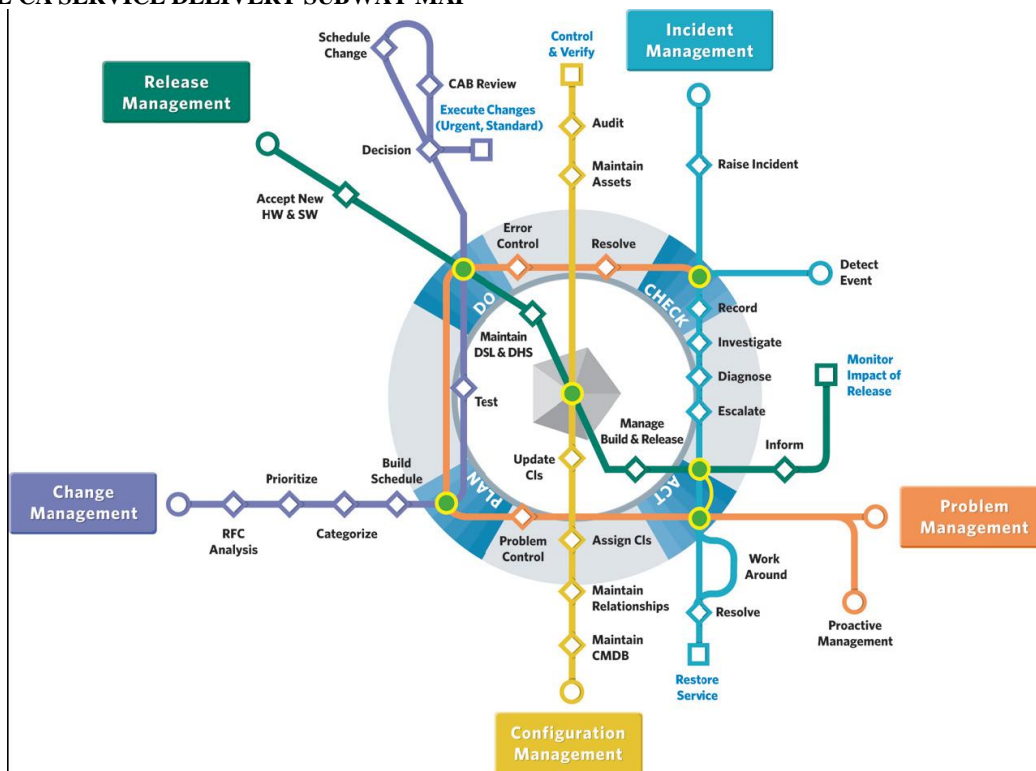 E CA SERVICE DELIVERY SUBWAY MAP
Release
Management
Schedule
Change
CAB Review
Execute Changes
(Urgent, Standard)
Decision
Control
& Verify
Audit
Maintain
Assets
Incident
Management
Raise Incident
Accept New
HW & SW
Error
Control
Resolve
Detect
Event
DO
CHECK
Record
Maintain
DSL & DHS
Investigate
Diagnose
Escalate
Monitor
Impact of
Release
Test
Manage
Build & Release
Inform
Update
CIs
Change
Management
RFC
Analysis
Prioritize
Categorize
Build
Schedule
PLAN
ACT
Problem
Control
Assign CIs
Problem
Management
Work
Around
Maintain
Relationships
Resolve
Proactive
Management
Maintain
CMDB
Restore
Service
Configuration
Management